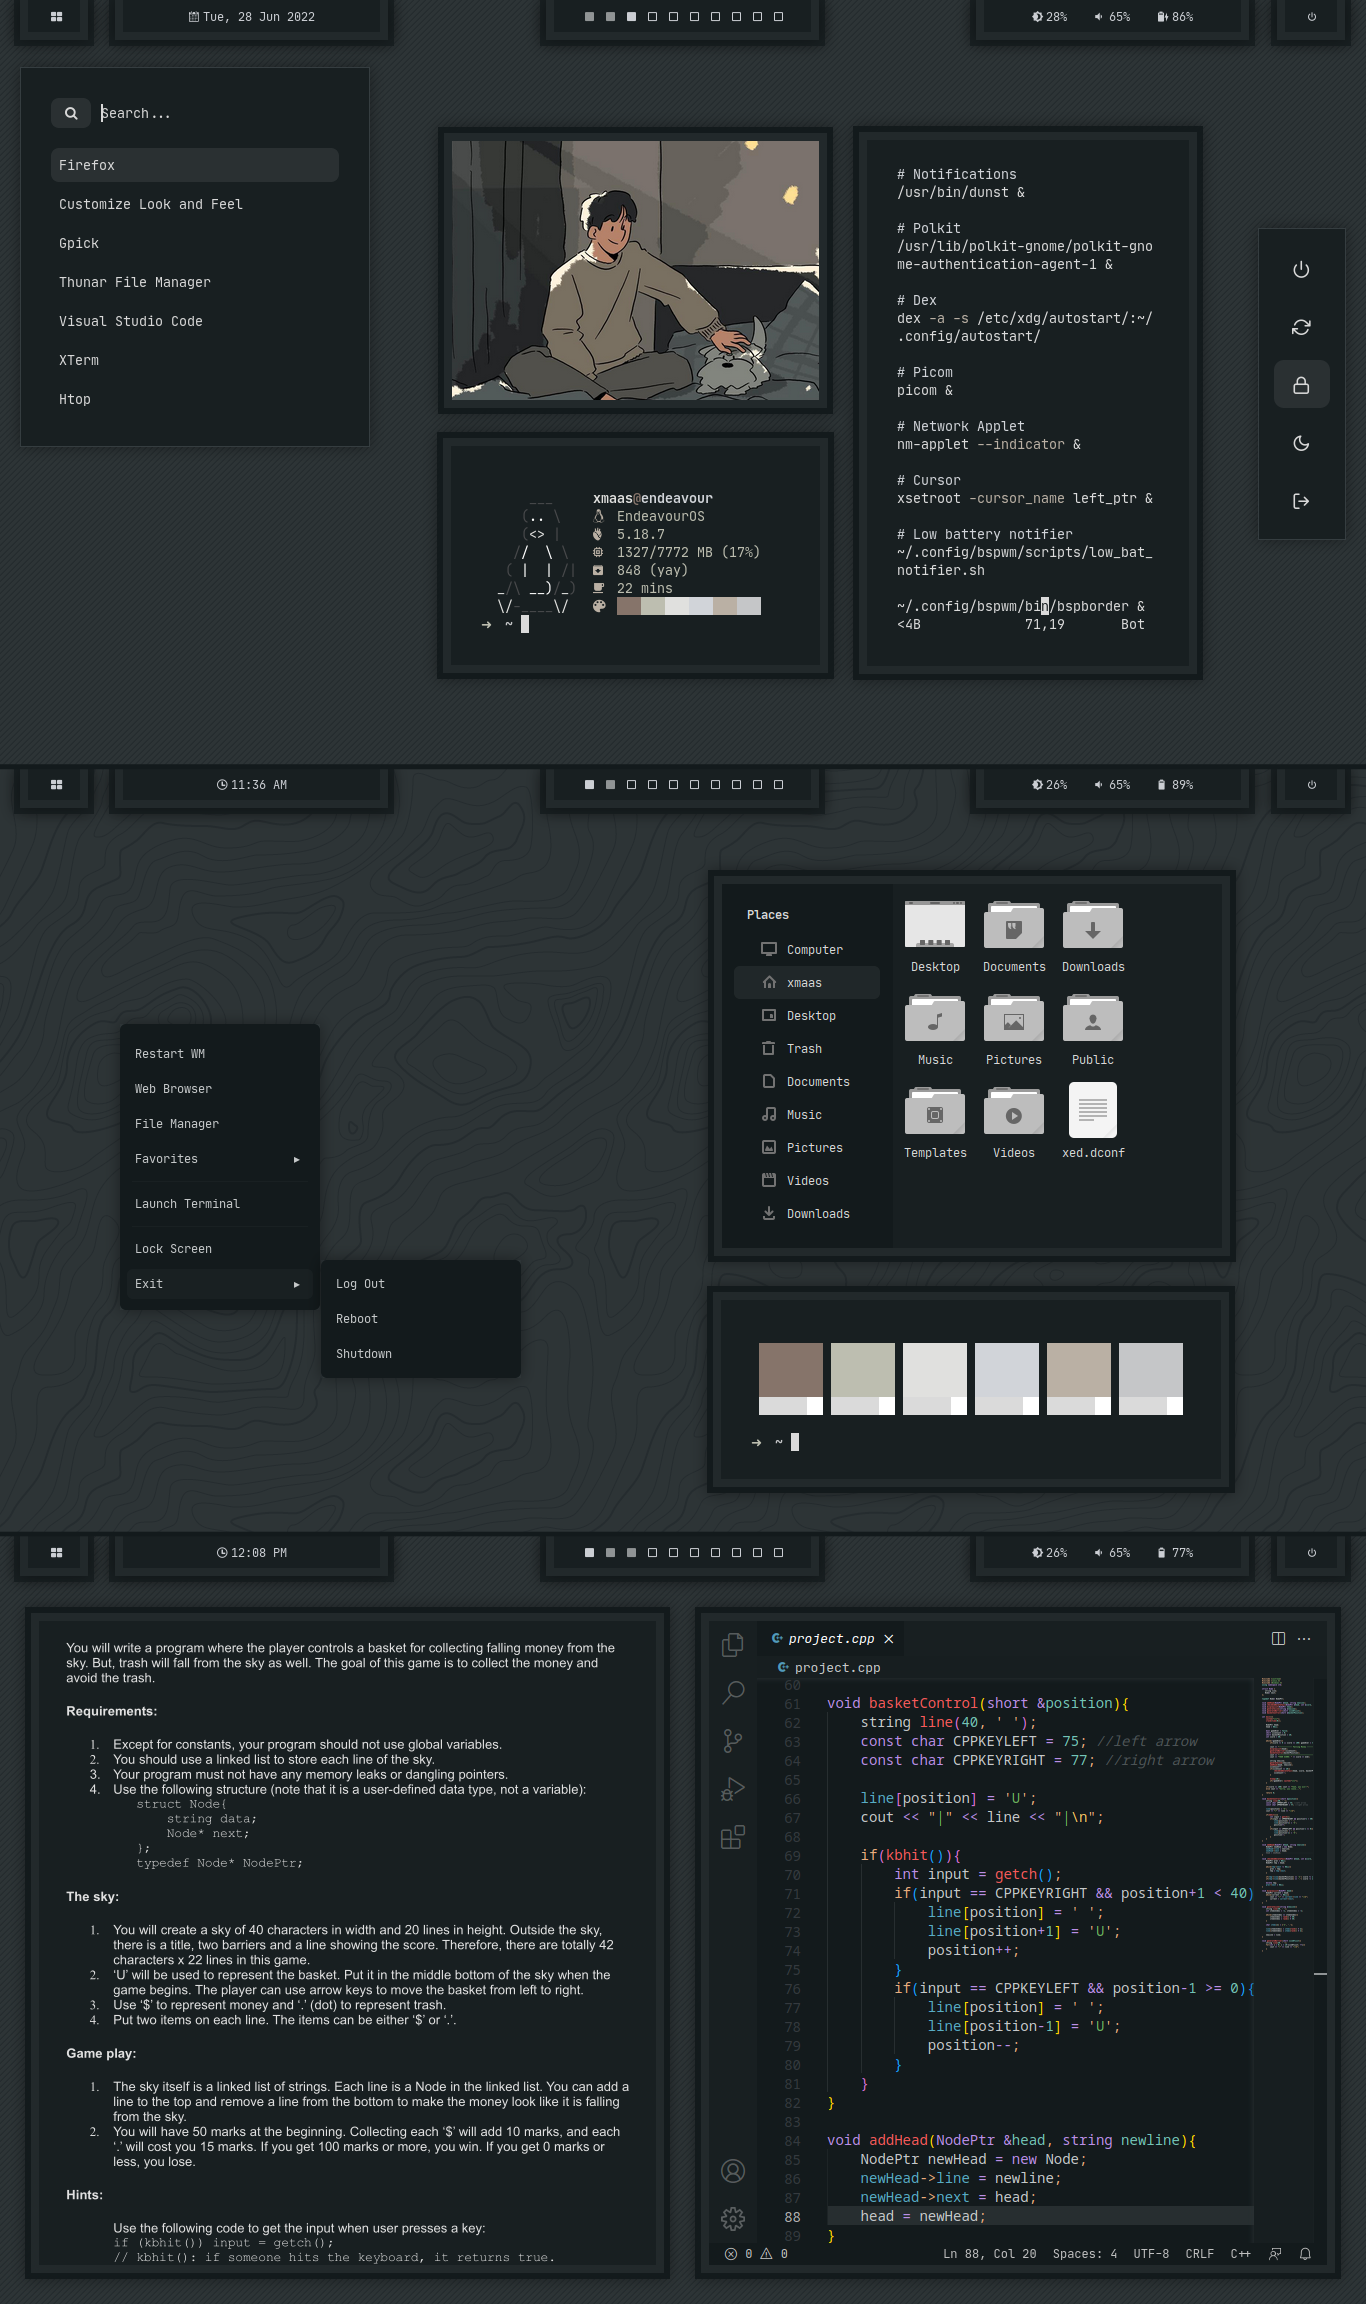 Tue, 28 Jun 2022
28% 65% 86%
Search...
Firefox
Customize Look and Feel
Gpick
Thunar File Manager
Visual Studio Code
XTerm
Htop
xmaas@endeavour
EndeavourOS
5.18.7
1327/7772 MB (17%)
848 (yay)
22 mins
→ ~
# Notifications
/usr/bin/dunst &
# Polkit
/usr/lib/polkit-gnome/polkit-gno
me-authentication-agent-1 &
# Dex
dex -a -s /etc/xdg/autostart/:~/
.config/autostart/
# Picom
picom &
# Network Applet
nm-applet --indicator &
# Cursor
xsetroot -cursor_name left_ptr &
# Low battery notifier
~/.config/bspwm/scripts/low_bat_
notifier.sh
~/.config/bspwm/bin/bspborder &
<4B 71,19 Bot
11:36 AM
26% 65% 89%
Restart WM
Web Browser
File Manager
Favorites
Launch Terminal
Lock Screen
Exit
Log Out
Reboot
Shutdown
Places
Computer
xmaas
Desktop
Trash
Documents
Music
Pictures
Videos
Downloads
Desktop Documents Downloads
Music Pictures Public
Templates Videos xed.dconf
→ ~
12:08 PM
26% 65% 77%
You will write a program where the player controls a basket for collecting falling money from the
sky. But, trash will fall from the sky as well. The goal of this game is to collect the money and
avoid the trash.
Requirements:
1. Except for constants, your program should not use global variables.
2. You should use a linked list to store each line of the sky.
3. Your program must not have any memory leaks or dangling pointers.
4. Use the following structure (note that it is a user-defined data type, not a variable):
struct Node{
string data;
Node* next;
};
typedef Node* NodePtr;
The sky:
1. You will create a sky of 40 characters in width and 20 lines in height. Outside the sky,
there is a title, two barriers and a line showing the score. Therefore, there are totally 42
characters x 22 lines in this game.
2. ‘U’ will be used to represent the basket. Put it in the middle bottom of the sky when the
game begins. The player can use arrow keys to move the basket from left to right.
3. Use ‘$’ to represent money and ‘.’ (dot) to represent trash.
4. Put two items on each line. The items can be either ‘$’ or ‘.’.
Game play:
1. The sky itself is a linked list of strings. Each line is a Node in the linked list. You can add a
line to the top and remove a line from the bottom to make the money look like it is falling
from the sky.
2. You will have 50 marks at the beginning. Collecting each ‘$’ will add 10 marks, and each
‘.’ will cost you 15 marks. If you get 100 marks or more, you win. If you get 0 marks or
less, you lose.
Hints:
Use the following code to get the input when user presses a key:
if (kbhit()) input = getch();
// kbhit(): if someone hits the keyboard, it returns true.
project.cpp
project.cpp
60
61 void basketControl(short &position){
62 string line(40, ' ');
63 const char CPPKEYLEFT = 75; //left arrow
64 const char CPPKEYRIGHT = 77; //right arrow
65
66 line[position] = 'U';
67 cout << "|" << line << "|\n";
68
69 if(kbhit()){
70 int input = getch();
71 if(input == CPPKEYRIGHT && position+1 < 40)
72 line[position] = ' ';
73 line[position+1] = 'U';
74 position++;
75 }
76 if(input == CPPKEYLEFT && position-1 >= 0){
77 line[position] = ' ';
78 line[position-1] = 'U';
79 position--;
80 }
81 }
82 }
83
84 void addHead(NodePtr &head, string newline){
85 NodePtr newHead = new Node;
86 newHead->line = newline;
87 newHead->next = head;
88 head = newHead;
89 }
0 0 Ln 88, Col 20 Spaces: 4 UTF-8 CRLF C++